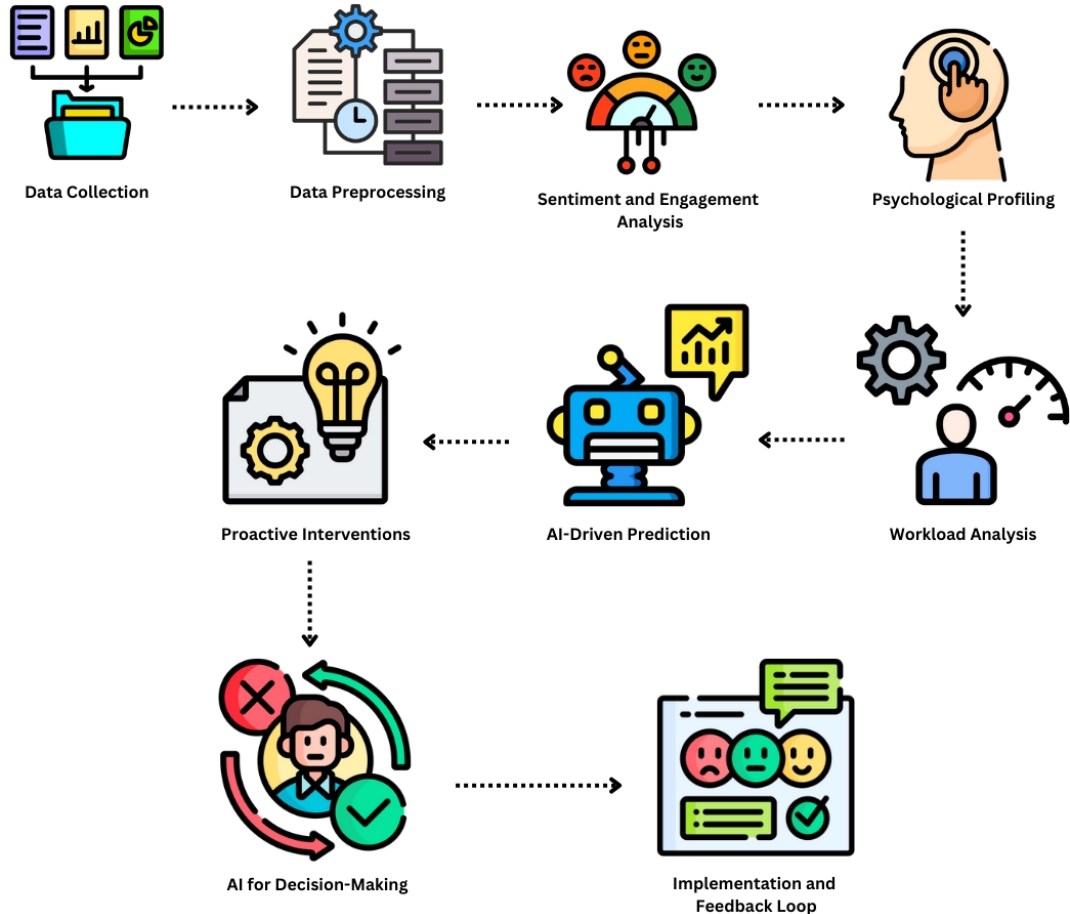 Data Collection
Data Preprocessing
Sentiment and Engagement
Analysis
Psychological Profiling
Workload Analysis
AI-Driven Prediction
Proactive Interventions
AI for Decision-Making
Implementation and
Feedback Loop